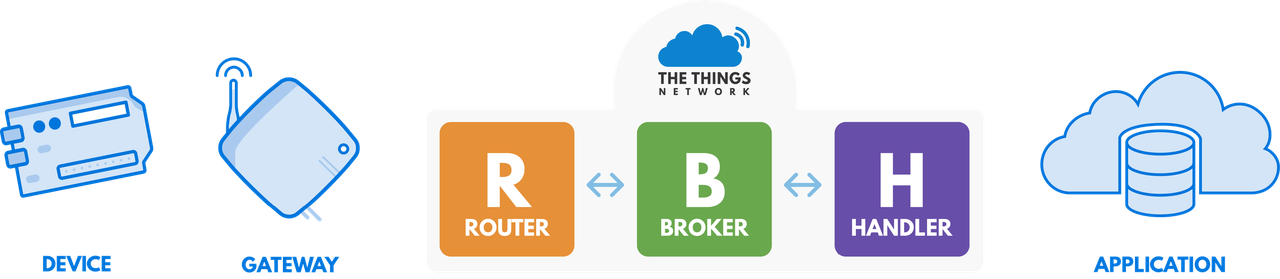 THE THINGS
NETWORK
R
ROUTER
B
BROKER
H
HANDLER
DEVICE
GATEWAY
APPLICATION